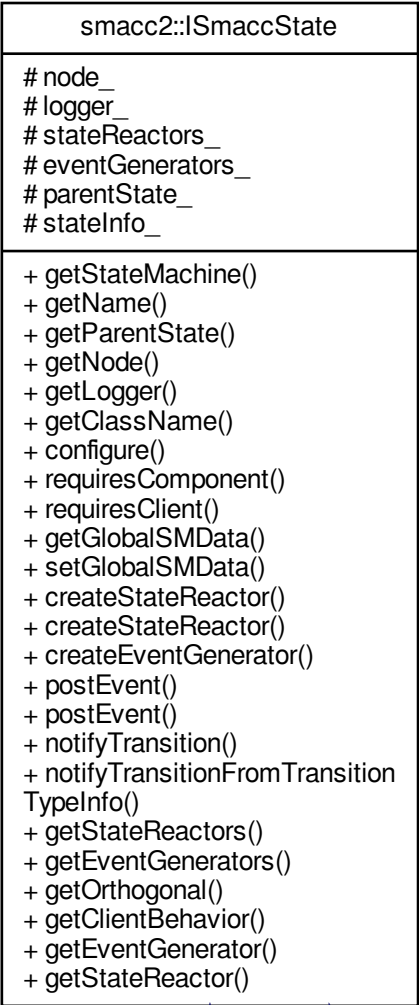 smacc2::ISmaccState
# node_
# logger_
# stateReactors_
# eventGenerators_
# parentState_
# stateInfo_
+ getStateMachine()
+ getName()
+ getParentState()
+ getNode()
+ getLogger()
+ getClassName()
+ configure()
+ requiresComponent()
+ requiresClient()
+ getGlobalSMData()
+ setGlobalSMData()
+ createStateReactor()
+ createStateReactor()
+ createEventGenerator()
+ postEvent()
+ postEvent()
+ notifyTransition()
+ notifyTransitionFromTransition
TypeInfo()
+ getStateReactors()
+ getEventGenerators()
+ getOrthogonal()
+ getClientBehavior()
+ getEventGenerator()
+ getStateReactor()